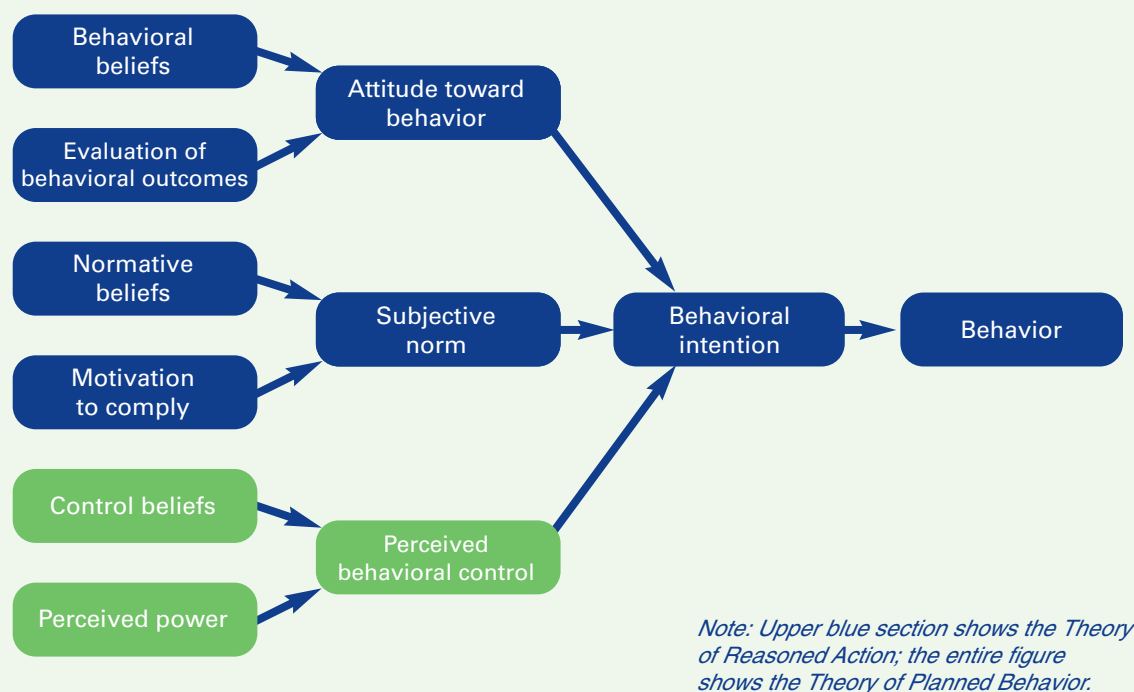 Behavioral
beliefs
Evaluation of
behavioral outcomes
Attitude toward
behavior
Normative
beliefs
Motivation
to comply
Subjective
norm
Behavioral
intention
Behavior
Control beliefs
Perceived power
Perceived
behavioral control
Note: Upper blue section shows the Theory
of Reasoned Action; the entire figure
shows the Theory of Planned Behavior.